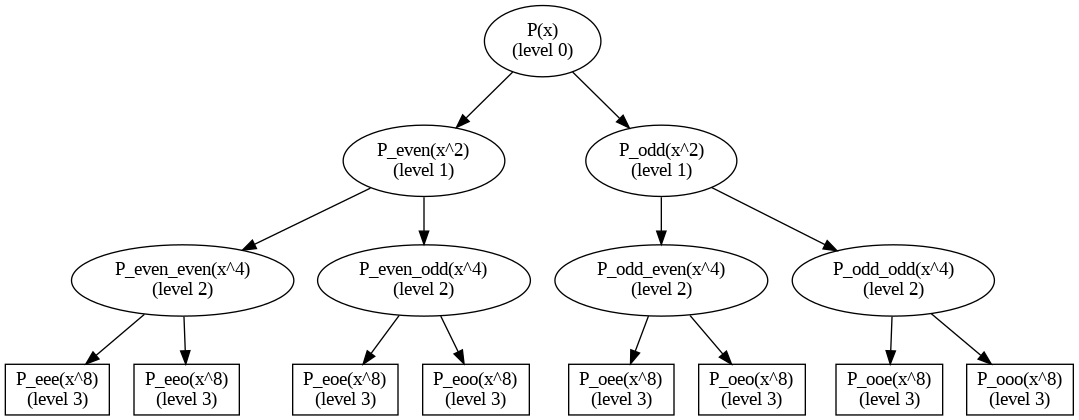 P(x)
(level 0)
P_even(x^2)
(level 1)
P_odd(x^2)
(level 1)
P_even_even(x^4)
(level 2)
P_even_odd(x^4)
(level 2)
P_odd_even(x^4)
(level 2)
P_odd_odd(x^4)
(level 2)
P_eee(x^8)
(level 3)
P_eeo(x^8)
(level 3)
P_eoe(x^8)
(level 3)
P_eoo(x^8)
(level 3)
P_oee(x^8)
(level 3)
P_oeo(x^8)
(level 3)
P_ooe(x^8)
(level 3)
P_ooo(x^8)
(level 3)